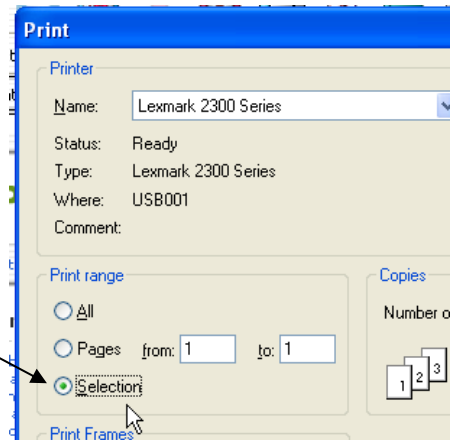 Print
Printer
Name: Lexmark 2300 Series
Status: Ready
Type: Lexmark 2300 Series
Where: USB001
Comment:
Print range
Copies
All
Number o
Pages from: 1 to: 1
1 2 3
Selection
Print Frames